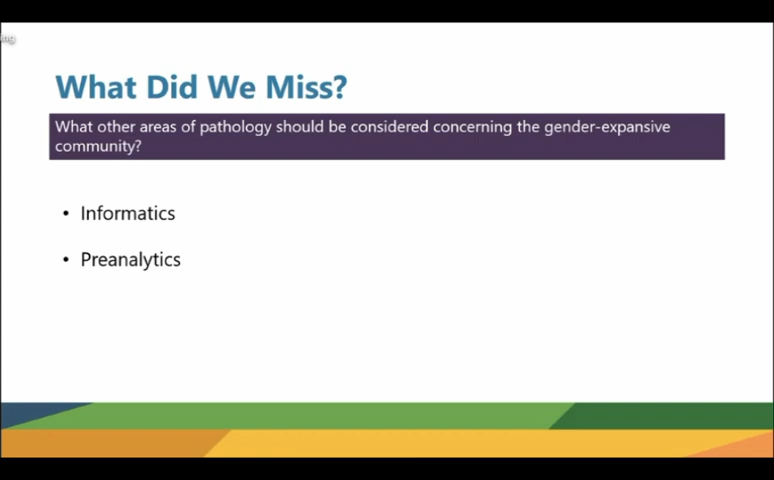 What Did We Miss?
What other areas of pathology should be considered concerning the gender-expansive
community?
• Informatics
• Preanalytics